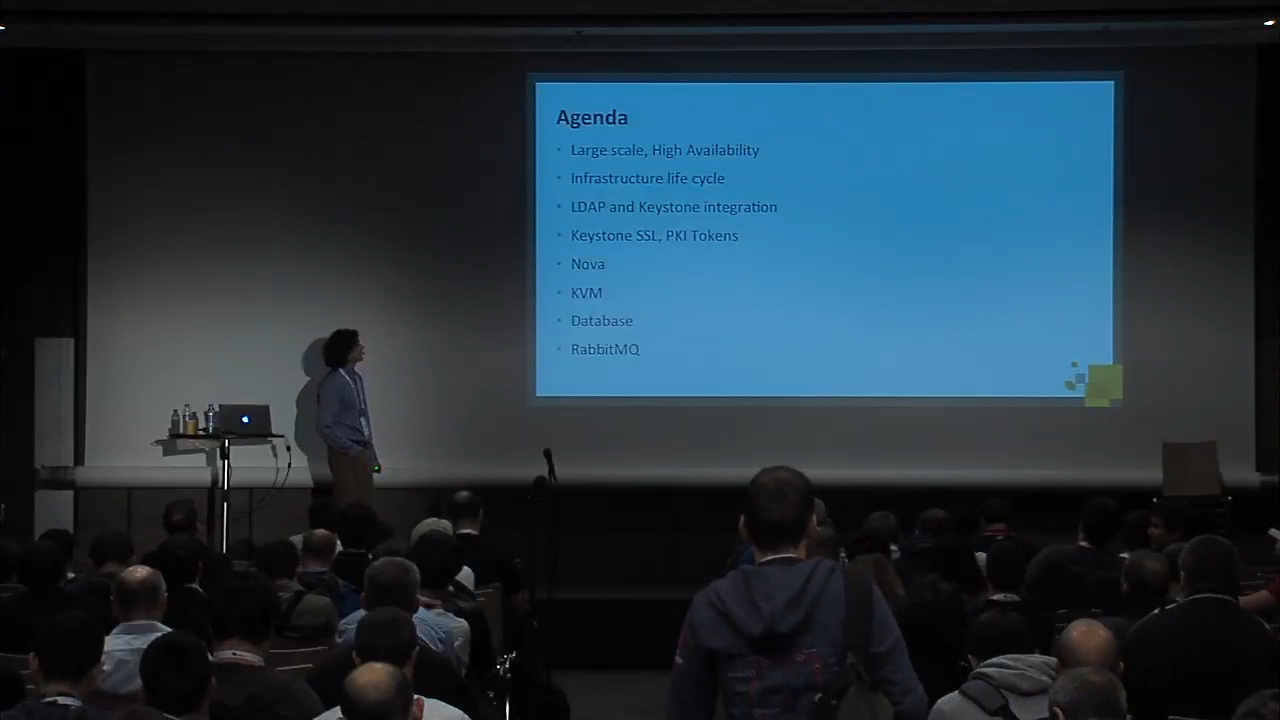 Agenda
Large scale, High Availability
Infrastructure life cycle
LDAP and Keystone integration
Keystone SSL, PKI Tokens
Nova
KVM
Database
RabbitMQ